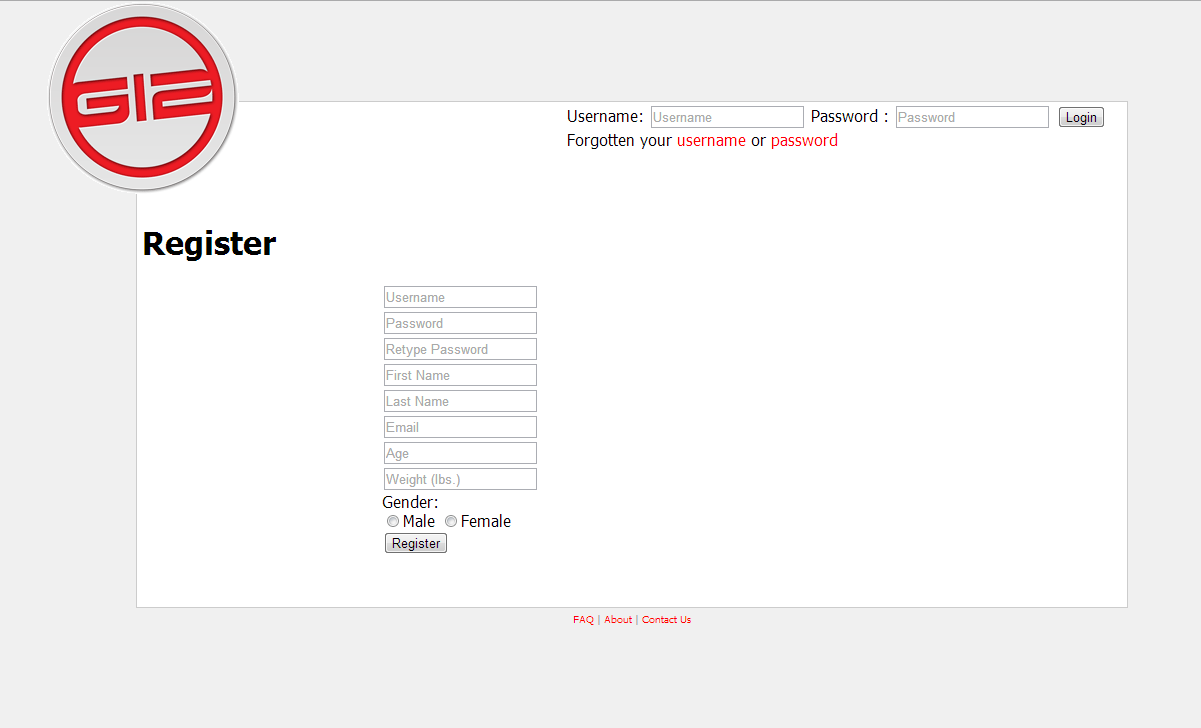 G12
Username: Username Password : Password Login
Forgotten your username or password
Register
Username
Password
Retype Password
First Name
Last Name
Email
Age
Weight (lbs.)
Gender:
Male Female
Register
FAQ | About | Contact Us